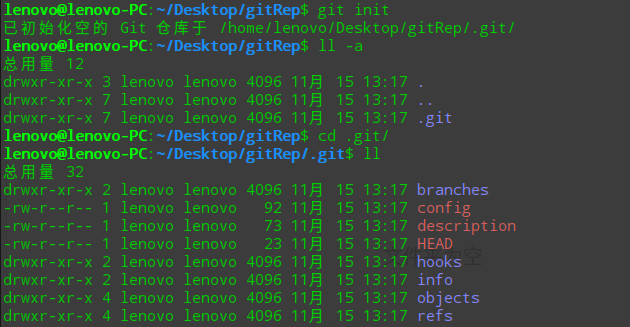 lenovo@lenovo-PC:~/Desktop/gitRep$ git init
已初始化空的 Git 仓库于 /home/lenovo/Desktop/gitRep/.git/
lenovo@lenovo-PC:~/Desktop/gitRep$ ll -a
总用量 12
drwxr-xr-x 3 lenovo lenovo 4096 11月 15 13:17 .
drwxr-xr-x 7 lenovo lenovo 4096 11月 15 13:17 ..
drwxr-xr-x 7 lenovo lenovo 4096 11月 15 13:17 .git
lenovo@lenovo-PC:~/Desktop/gitRep$ cd .git/
lenovo@lenovo-PC:~/Desktop/gitRep/.git$ ll
总用量 32
drwxr-xr-x 2 lenovo lenovo 4096 11月 15 13:17 branches
-rw-r--r-- 1 lenovo lenovo   92 11月 15 13:17 config
-rw-r--r-- 1 lenovo lenovo   73 11月 15 13:17 description
-rw-r--r-- 1 lenovo lenovo   23 11月 15 13:17 HEAD
drwxr-xr-x 2 lenovo lenovo 4096 11月 15 13:17 hooks
drwxr-xr-x 2 lenovo lenovo 4096 11月 15 13:17 info
drwxr-xr-x 4 lenovo lenovo 4096 11月 15 13:17 objects
drwxr-xr-x 4 lenovo lenovo 4096 11月 15 13:17 refs